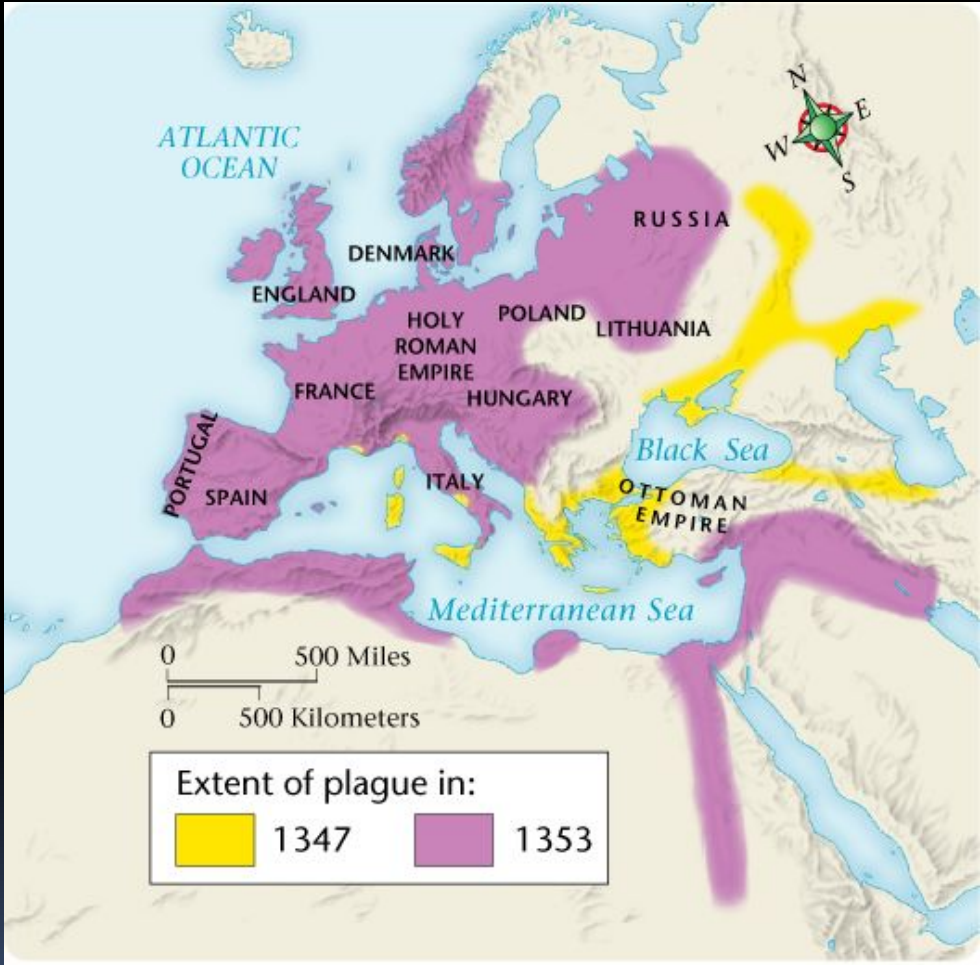 N
E
W
S
ATLANTIC
OCEAN
RUSSIA
DENMARK
ENGLAND
POLAND
HOLY
ROMAN
EMPIRE
LITHUANIA
FRANCE
HUNGARY
PORTUGAL
SPAIN
ITALY
Black Sea
OTTOMAN
EMPIRE
Mediterranean Sea
0 500 Miles
0 500 Kilometers
Extent of plague in:
1347 1353